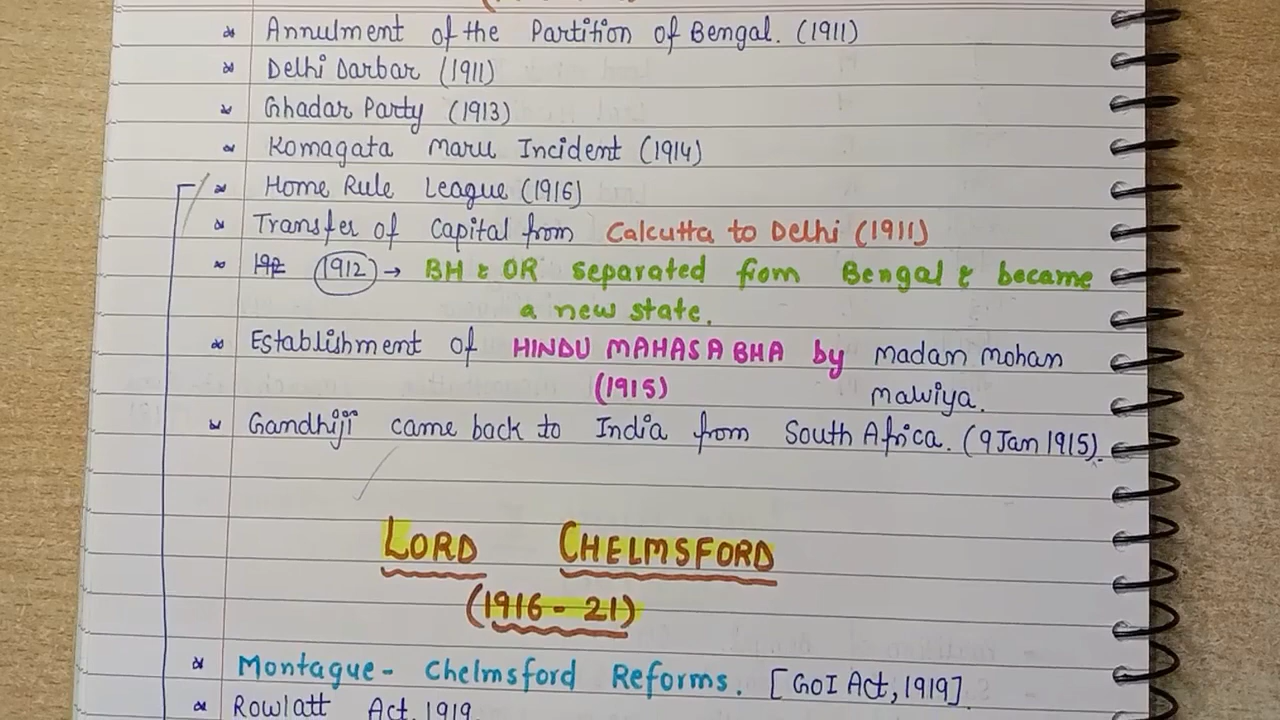 Annulment of the Partition of Bengal. (1911)
Delhi Darbar (1911)
Ghadar Party (1913)
Komagata Maru Incident (1914)
Home Rule League (1916)
Transfer of Capital from Calcutta to Delhi (1911)
1912 → BH & OR separated from Bengal & became
a new state.
Establishment of HINDU MAHASABHA by madan mohan
(1915) malviya.
Gandhiji came back to India from South Africa. (9 Jan 1915).
LORD CHELMSFORD
(1916 - 21)
Montague - Chelmsford Reforms. [GOI Act, 1919].
Rowlatt Act, 1919.